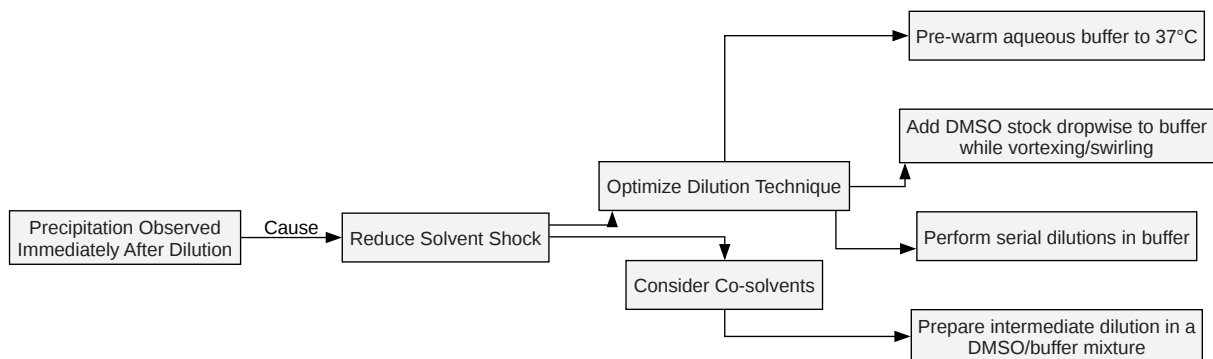 Pre-warm aqueous buffer to 37°C
Add DMSO stock dropwise to buffer
while vortexing/swirling
Optimize Dilution Technique
Precipitation Observed
Immediately After Dilution
Cause
Reduce Solvent Shock
Perform serial dilutions in buffer
Consider Co-solvents
Prepare intermediate dilution in a
DMSO/buffer mixture